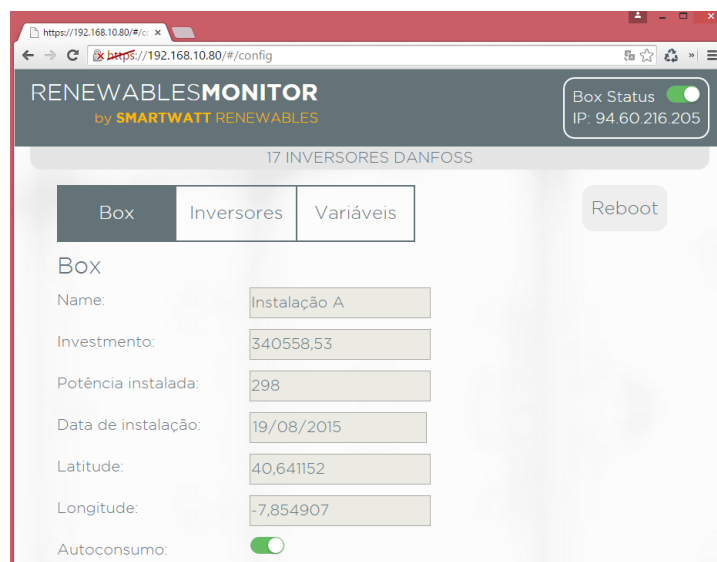 https://192.168.10.80/#/c
https://192.168.10.80/#/config
RENEWABLESMONITOR
by SMARTWATT RENEWABLES
Box Status
IP: 94.60.216.205
17 INVERSORES DANFOSS
Box
Inversores
Variáveis
Reboot
Box
Name:
Instalação A
Investmento:
340558,53
Potência instalada:
298
Data de instalação:
19/08/2015
Latitude:
40,641152
Longitude:
-7,854907
Autoconsumo: